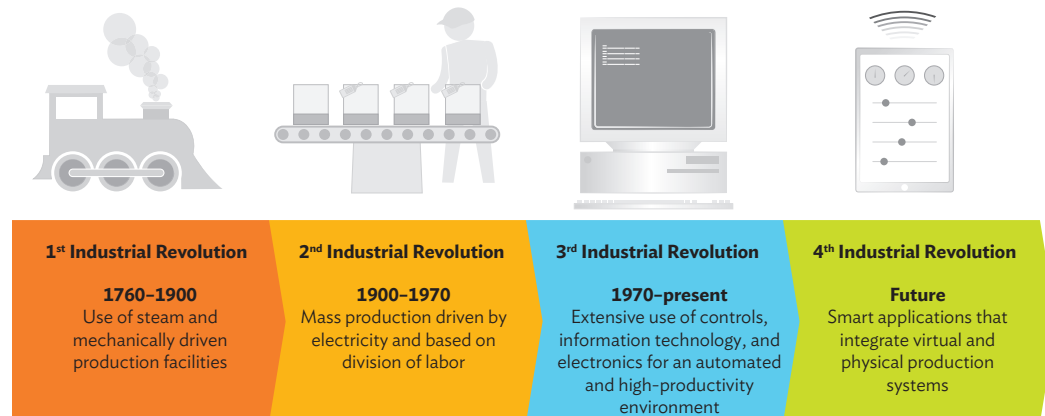 1st Industrial Revolution
1760–1900
Use of steam and
mechanically driven
production facilities
2nd Industrial Revolution
1900–1970
Mass production driven by
electricity and based on
division of labor
3rd Industrial Revolution
1970–present
Extensive use of controls,
information technology, and
electronics for an automated
and high-productivity
environment
4th Industrial Revolution
Future
Smart applications that
integrate virtual and
physical production
systems